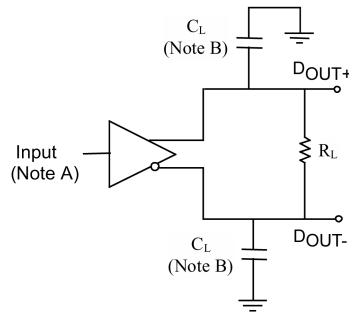 C_L
(Note B)
D_OUT+
Input
(Note A)
R_L
D_OUT-
C_L
(Note B)